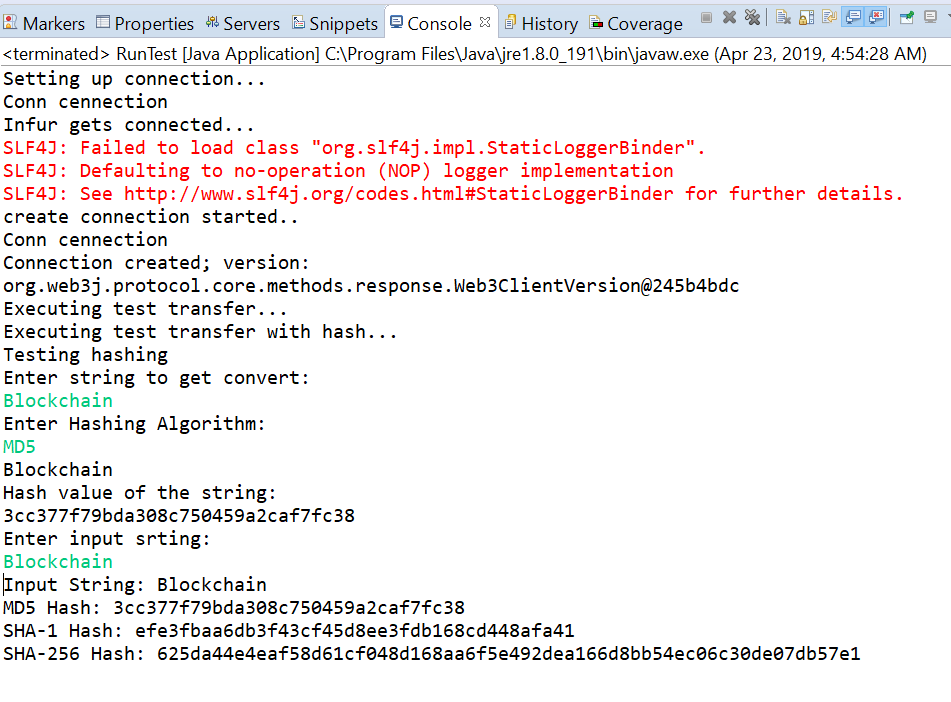 Markers Properties Servers Snippets Console History Coverage
<terminated> RunTest [Java Application] C:\Program Files\Java\jre1.8.0_191\bin\javaw.exe (Apr 23, 2019, 4:54:28 AM)
Setting up connection...
Conn cennection
Infur gets connected...
SLF4J: Failed to load class "org.slf4j.impl.StaticLoggerBinder".
SLF4J: Defaulting to no-operation (NOP) logger implementation
SLF4J: See http://www.slf4j.org/codes.html#StaticLoggerBinder for further details.
create connection started..
Conn cennection
Connection created; version:
org.web3j.protocol.core.methods.response.Web3ClientVersion@245b4bdc
Executing test transfer...
Executing test transfer with hash...
Testing hashing
Enter string to get convert:
Blockchain
Enter Hashing Algorithm:
MD5
Blockchain
Hash value of the string:
3cc377f79bda308c750459a2caf7fc38
Enter input srting:
Blockchain
Input String: Blockchain
MD5 Hash: 3cc377f79bda308c750459a2caf7fc38
SHA-1 Hash: efe3fbaa6db3f43cf45d8ee3fdb168cd448afa41
SHA-256 Hash: 625da44e4eaf58d61cf048d168aa6f5e492dea166d8bb54ec06c30de07db57e1